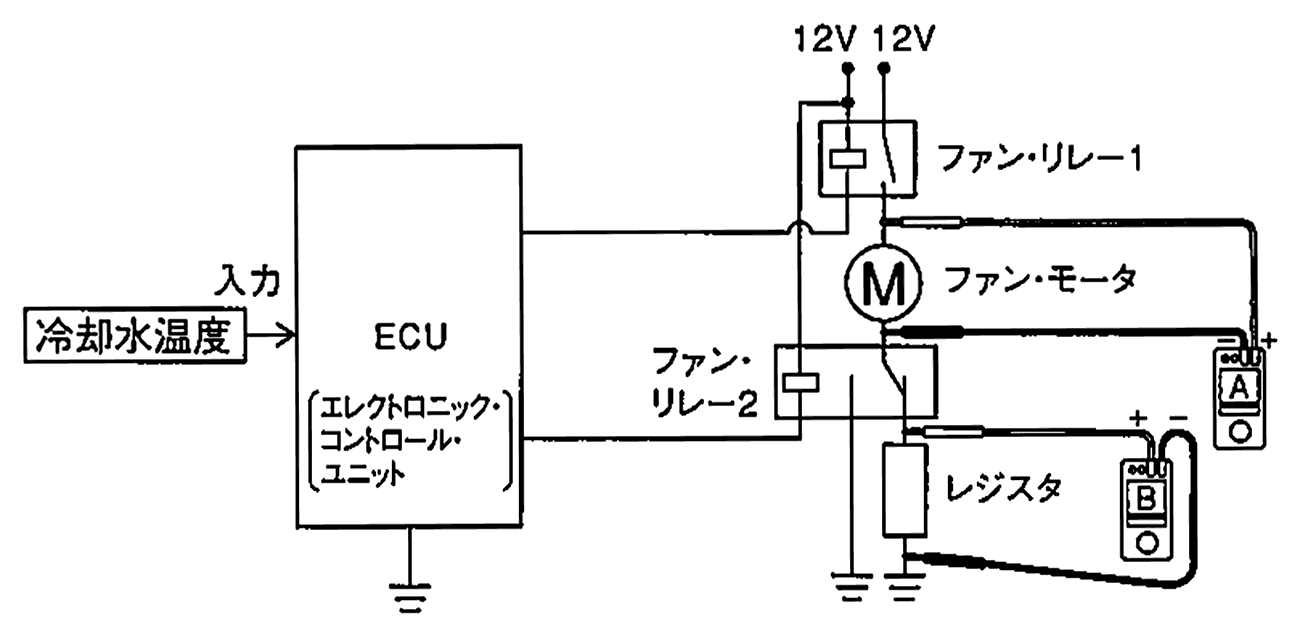 12V 12V
ファン・リレー1
入力
冷却水温度
ECU
エレクトロニック・
コントロール・
ユニット
M
ファン・モータ
ファン・
リレー2
− +
A
+ −
B
レジスタ